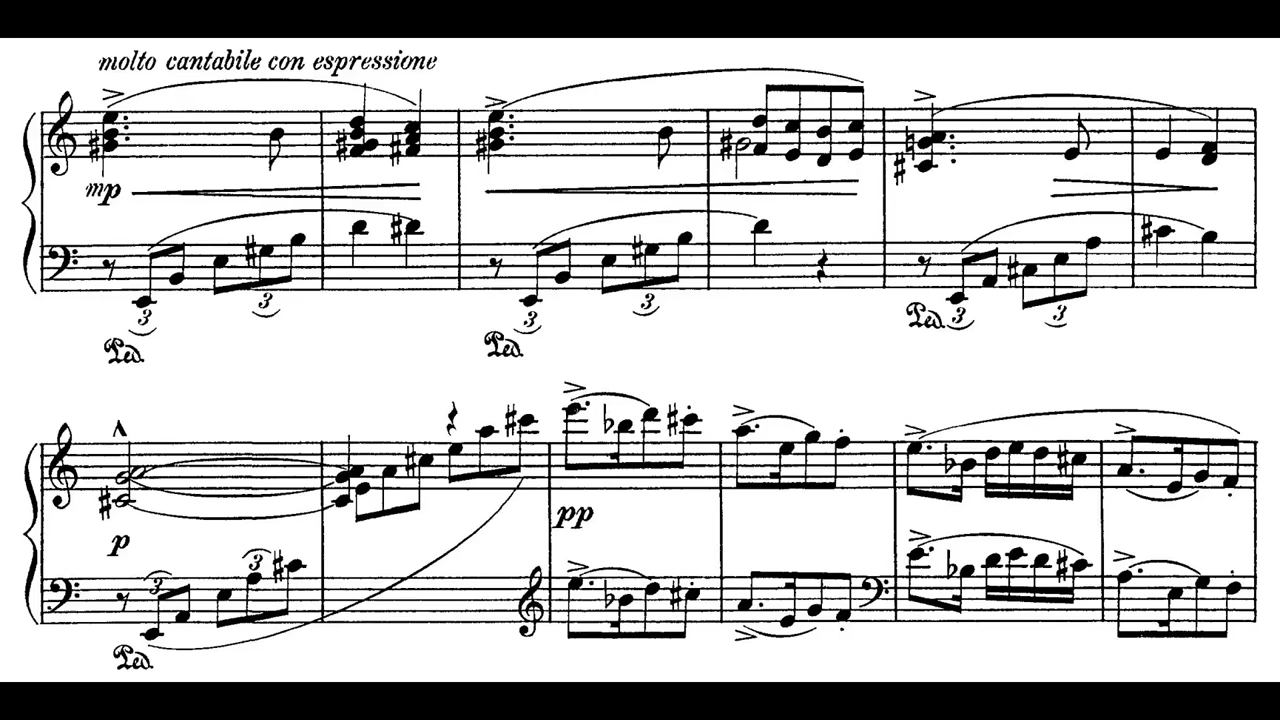 molto cantabile con espressione
mp
3 3
3 3
3 3
Ped. Ped. Ped.
p pp
3 3
Ped.